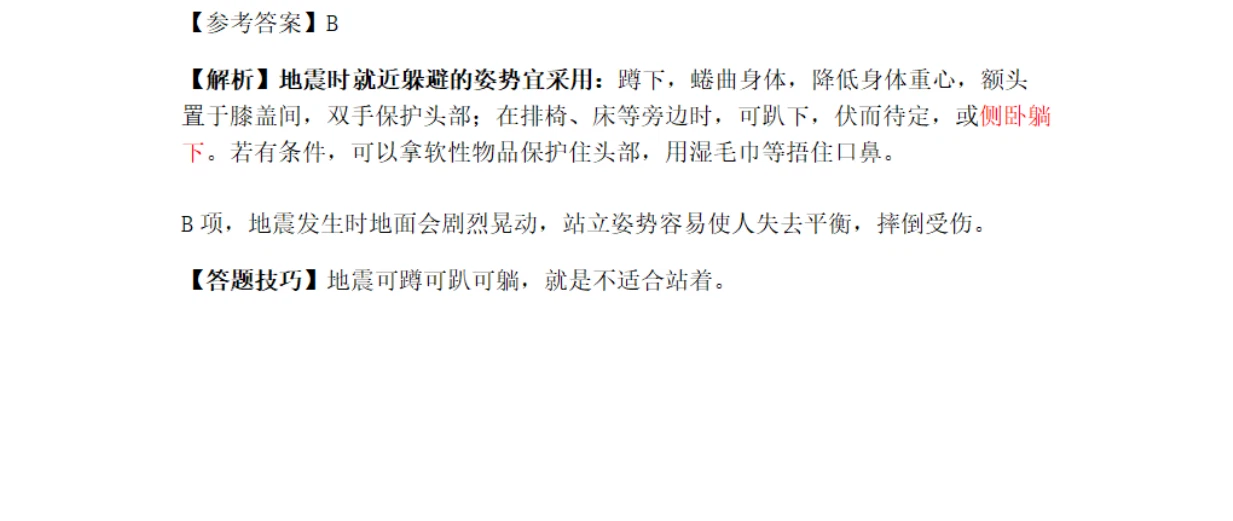 【参考答案】B
【解析】地震时就近躲避的姿势宜采用：蹲下，蜷曲身体，降低身体重心，额头
置于膝盖间，双手保护头部；在排椅、床等旁边时，可趴下，伏而待定，或侧卧躺
下。若有条件，可以拿软性物品保护住头部，用湿毛巾等捂住口鼻。
B 项，地震发生时地面会剧烈晃动，站立姿势容易使人失去平衡，摔倒受伤。
【答题技巧】地震可蹲可趴可躺，就是不适合站着。